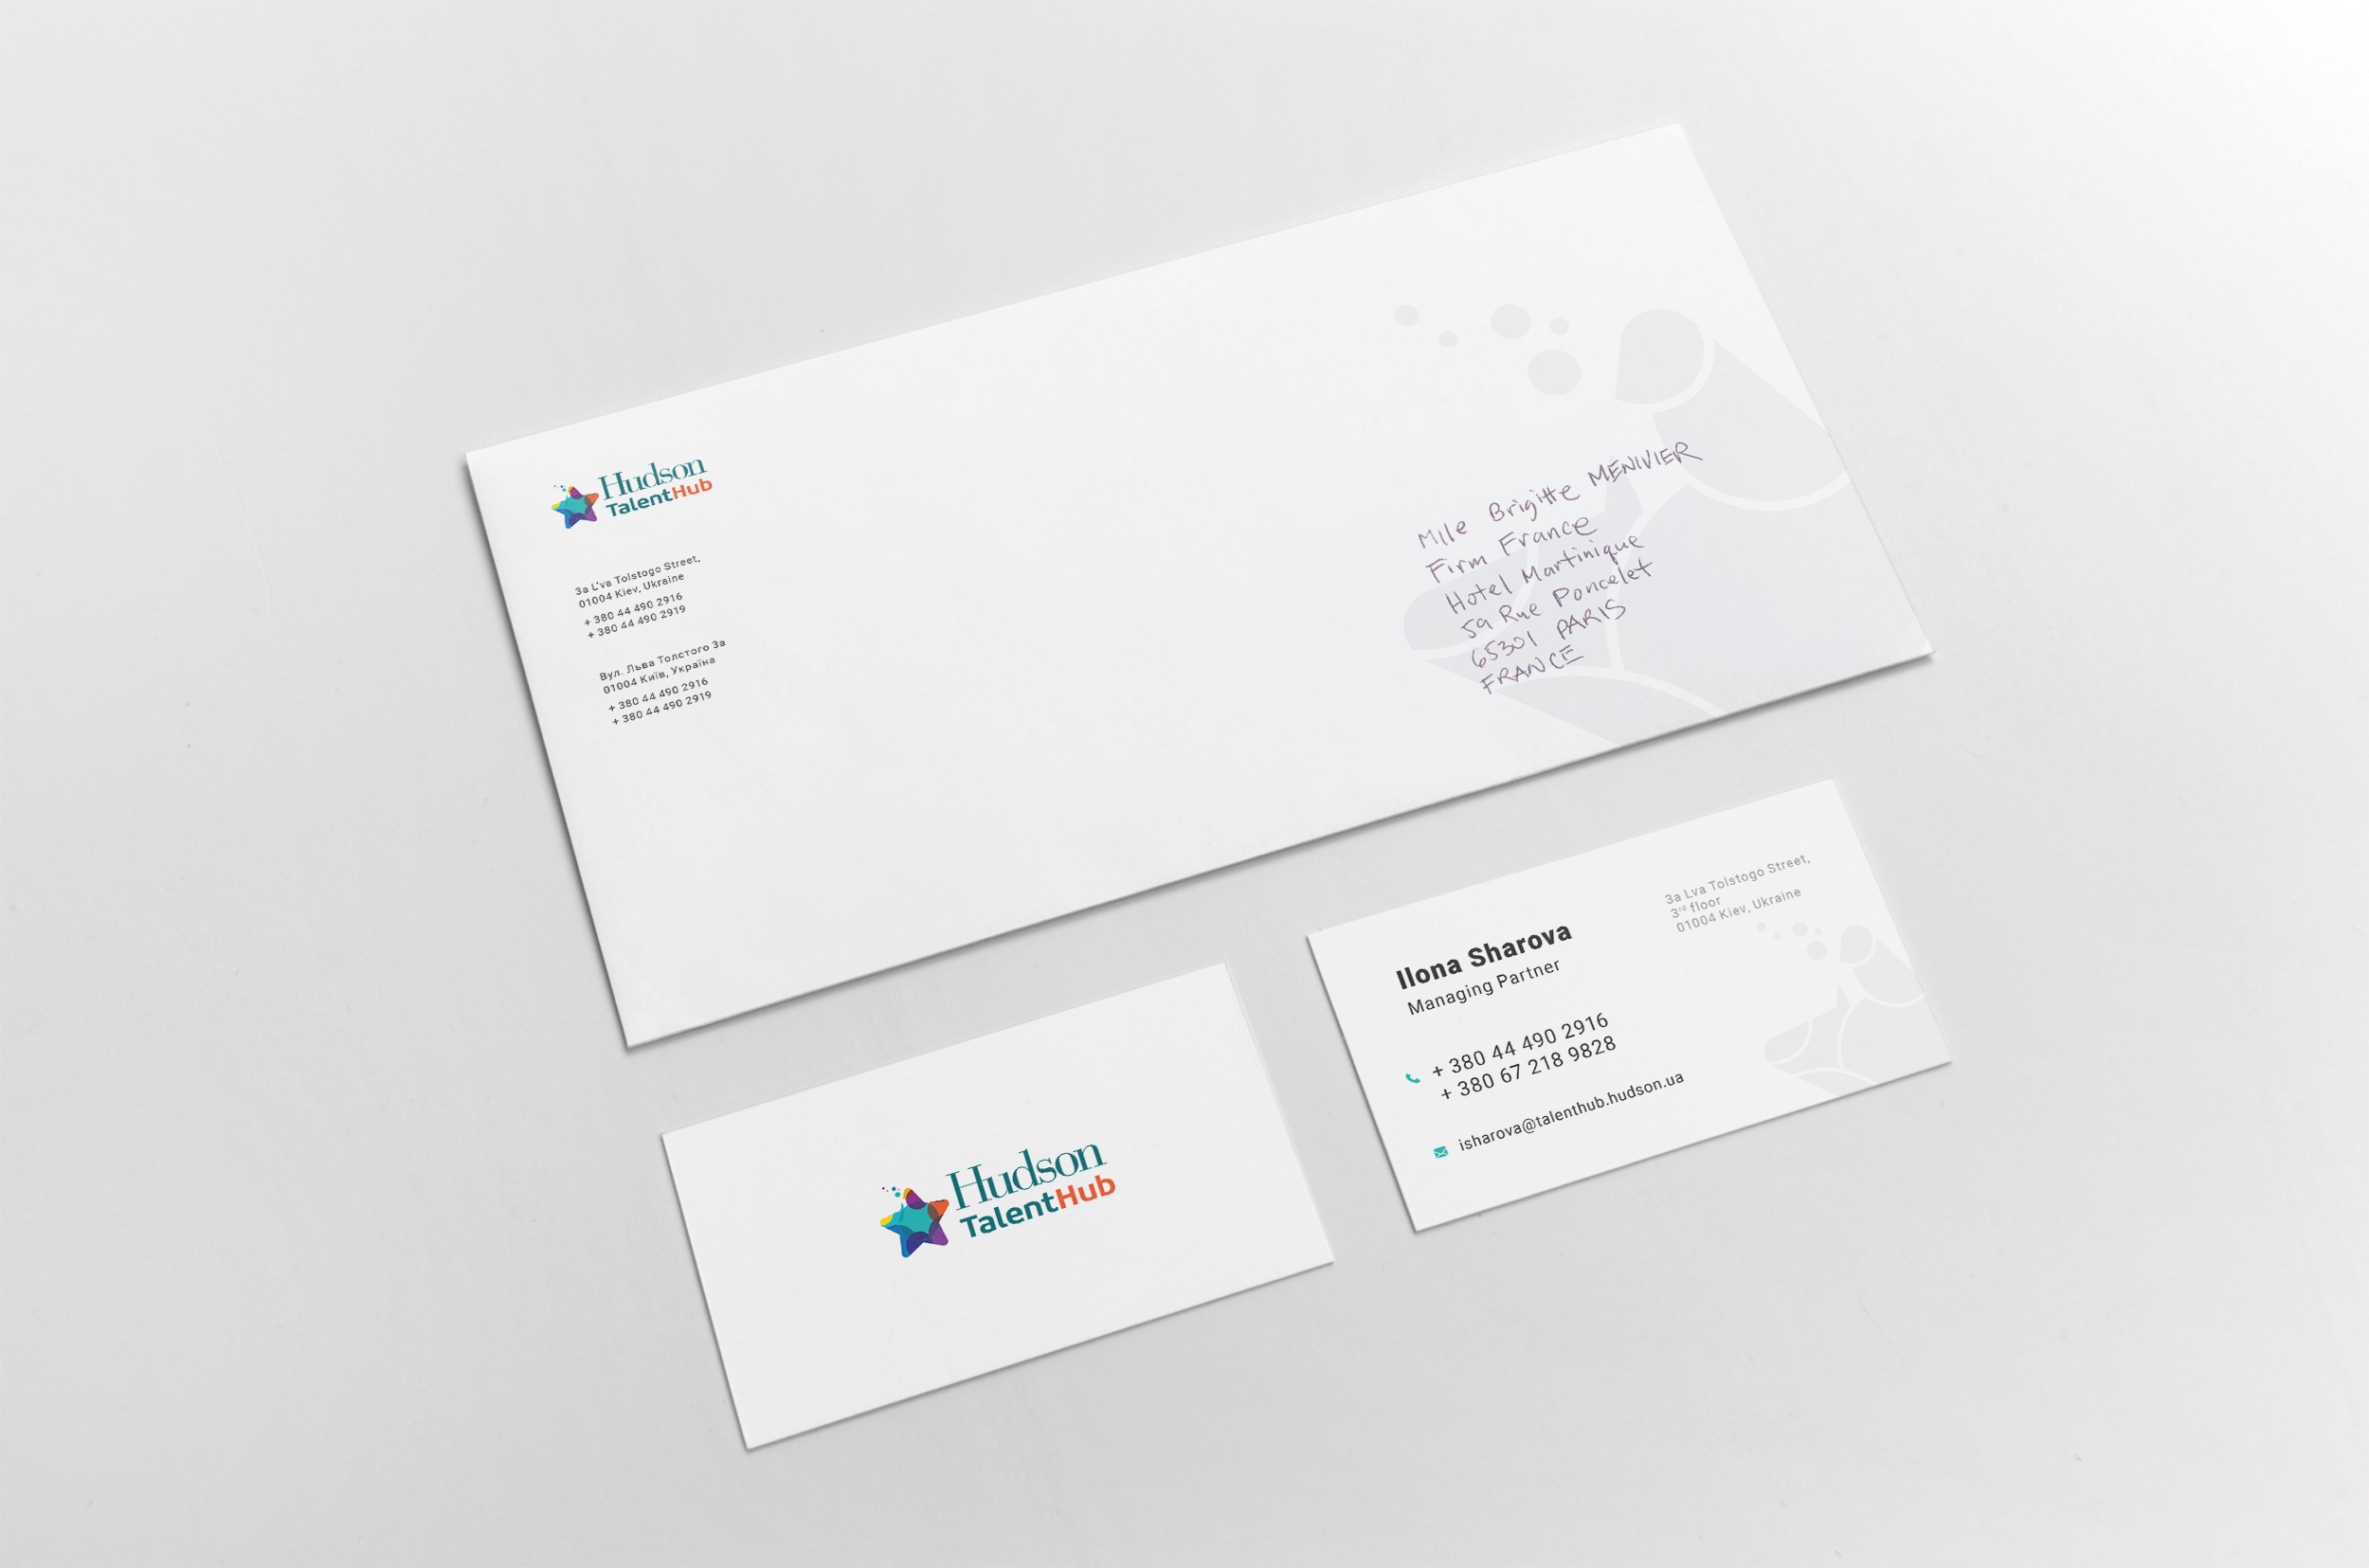 Hudson
TalentHub
3a L'va Tolstogo Street,
01004 Kiev, Ukraine
+ 380 44 490 2916
+ 380 44 490 2919
Вул. Льва Толстого 3а
01004 Київ, Україна
+ 380 44 490 2916
+ 380 44 490 2919
Mlle Brigitte MENIVIER
Firm France
Hotel Martinique
59 Rue Poncelet
65301 PARIS
FRANCE
Hudson
TalentHub
3a Lva Tolstogo Street,
3rd floor
01004 Kiev, Ukraine
Ilona Sharova
Managing Partner
+ 380 44 490 2916
+ 380 67 218 9828
isharova@talenthub.hudson.ua